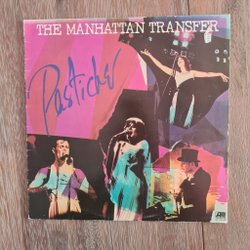 THE MANHATTAN TRANSFER
Pastiche